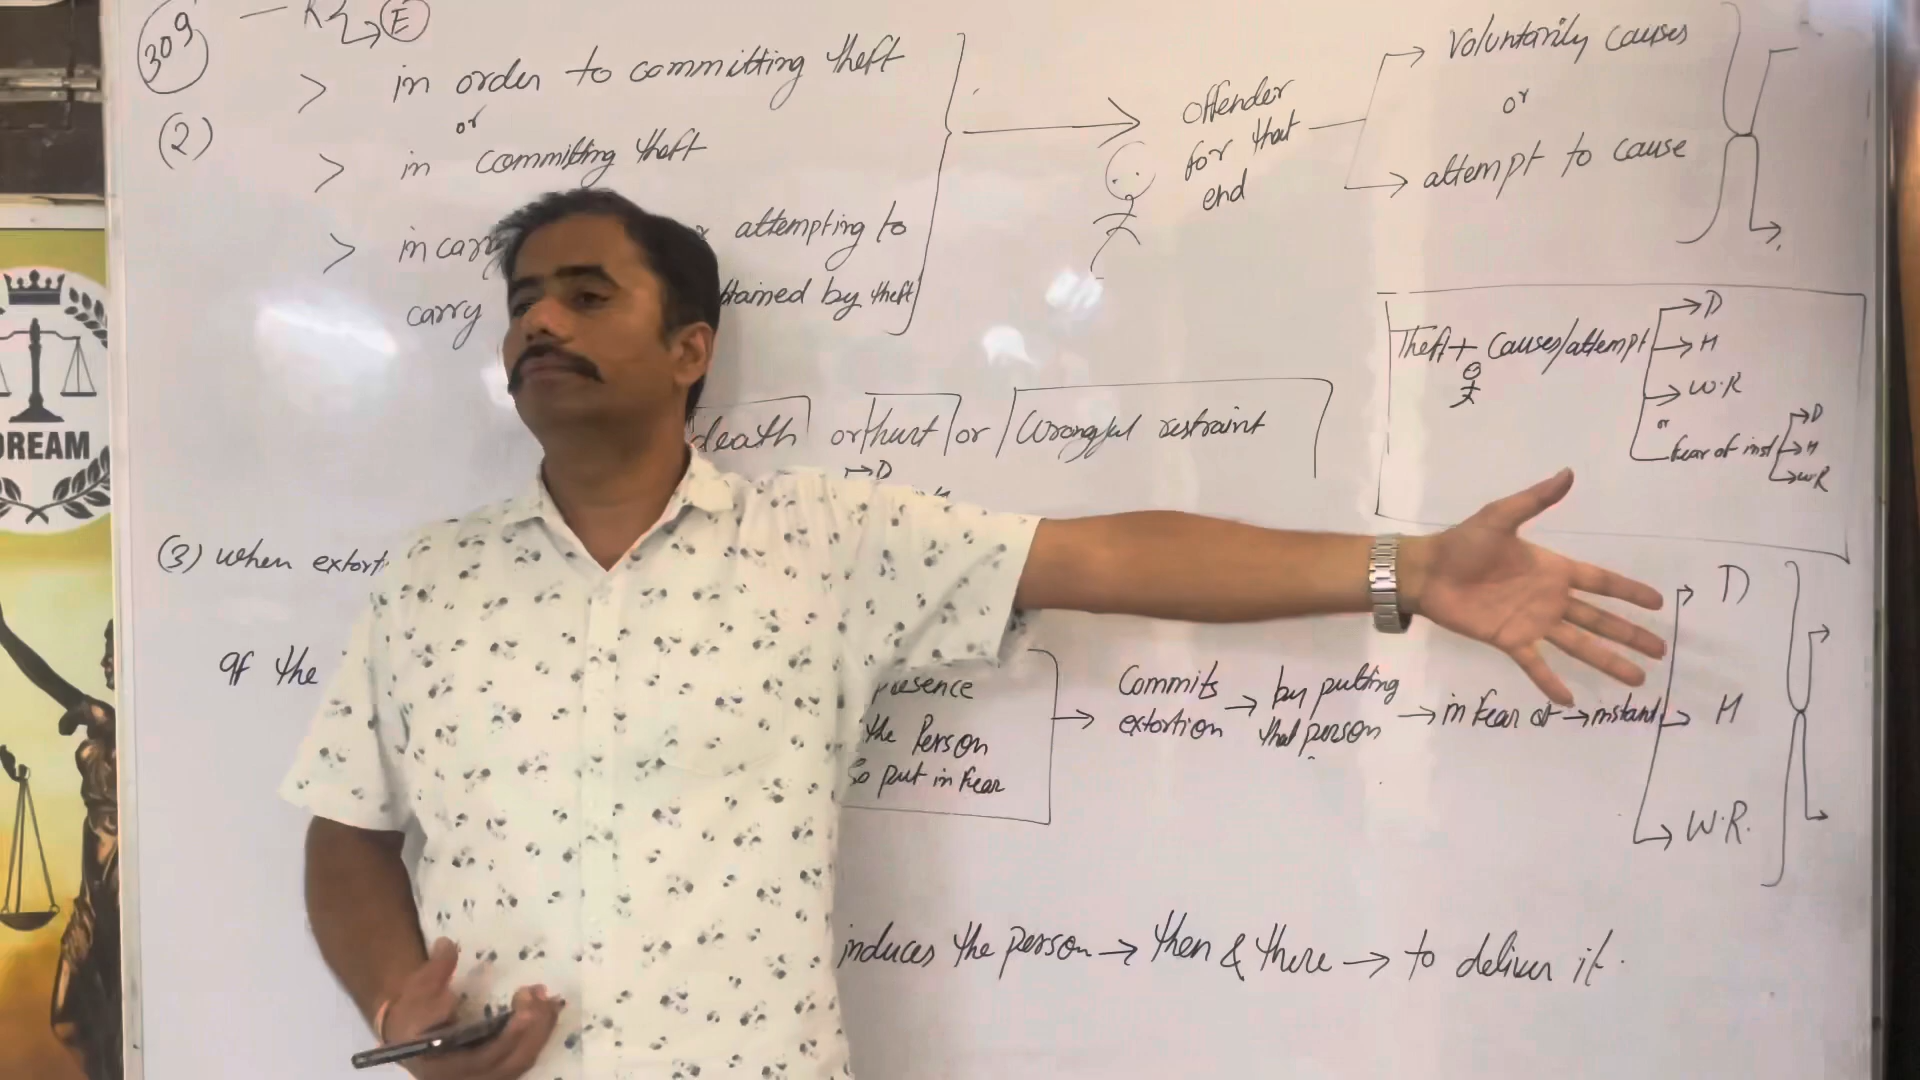 309 — R E
(2) > in order to committing theft
or
> in committing theft
> in carry attempting to
carry by theft
offender
for that
end
voluntarily causes
or
attempt to cause
Theft + causes/attempt
D
H
W.R
or
fear of inst
D
H
W.R
death or hurt or wrongful restraint
D
(3) when extort
If the
presence
the Person
So put in fear
Commits
extortion
by putting
that person
in fear of instant
D
H
W.R.
induces the person then & there to deliver it.
DREAM